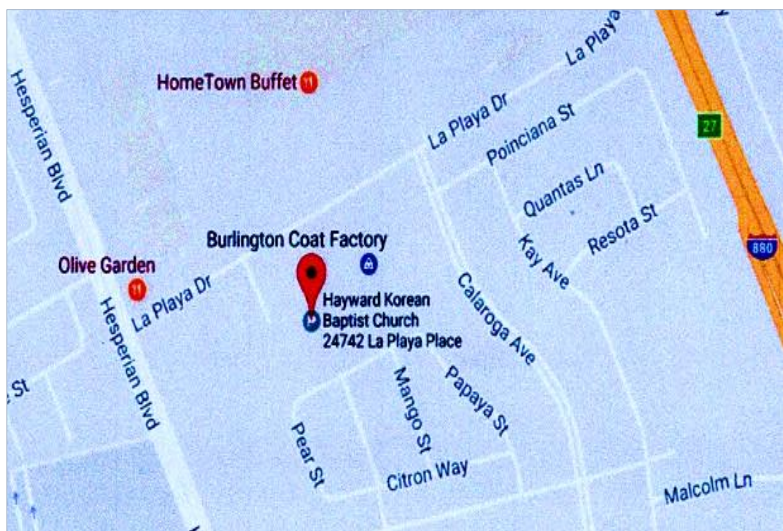 La Playa
HomeTown Buffet
Hesperian Blvd
La Playa Dr
Poinciana St
27
Quantas Ln
Burlington Coat Factory
Kay Ave
Resota St
880
Olive Garden
La Playa Dr
Hayward Korean
Baptist Church
24742 La Playa Place
Calaroga Ave
Hesperian Blvd
St
Mango St
Papaya St
Pear St
Citron Way
Malcolm Ln